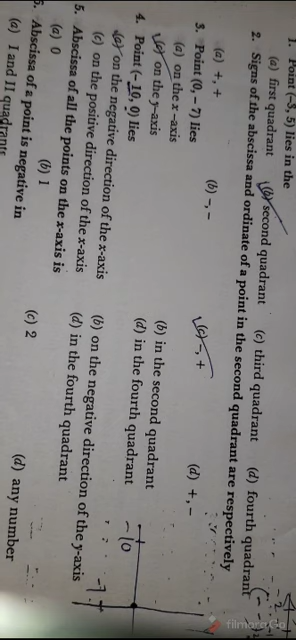 1. Point (–3, 5) lies in the
(a) first quadrant (b) second quadrant (c) third quadrant (d) fourth quadrant
2. Signs of the abscissa and ordinate of a point in the second quadrant are respectively
(a) +, + (b) –, – (c) –, + (d) +, –
3. Point (0, – 7) lies
(a) on the x-axis (b) in the second quadrant
(c) on the y-axis (d) in the fourth quadrant
4. Point (– 10, 0) lies
(a) on the negative direction of the x-axis (b) on the negative direction of the y-axis
(c) on the positive direction of the x-axis (d) in the fourth quadrant
5. Abscissa of all the points on the x-axis is
(a) 0 (b) 1 (c) 2 (d) any number
Abscissa of a point is negative in
(a) I and II quadrants
-10
-7
filmoraGo